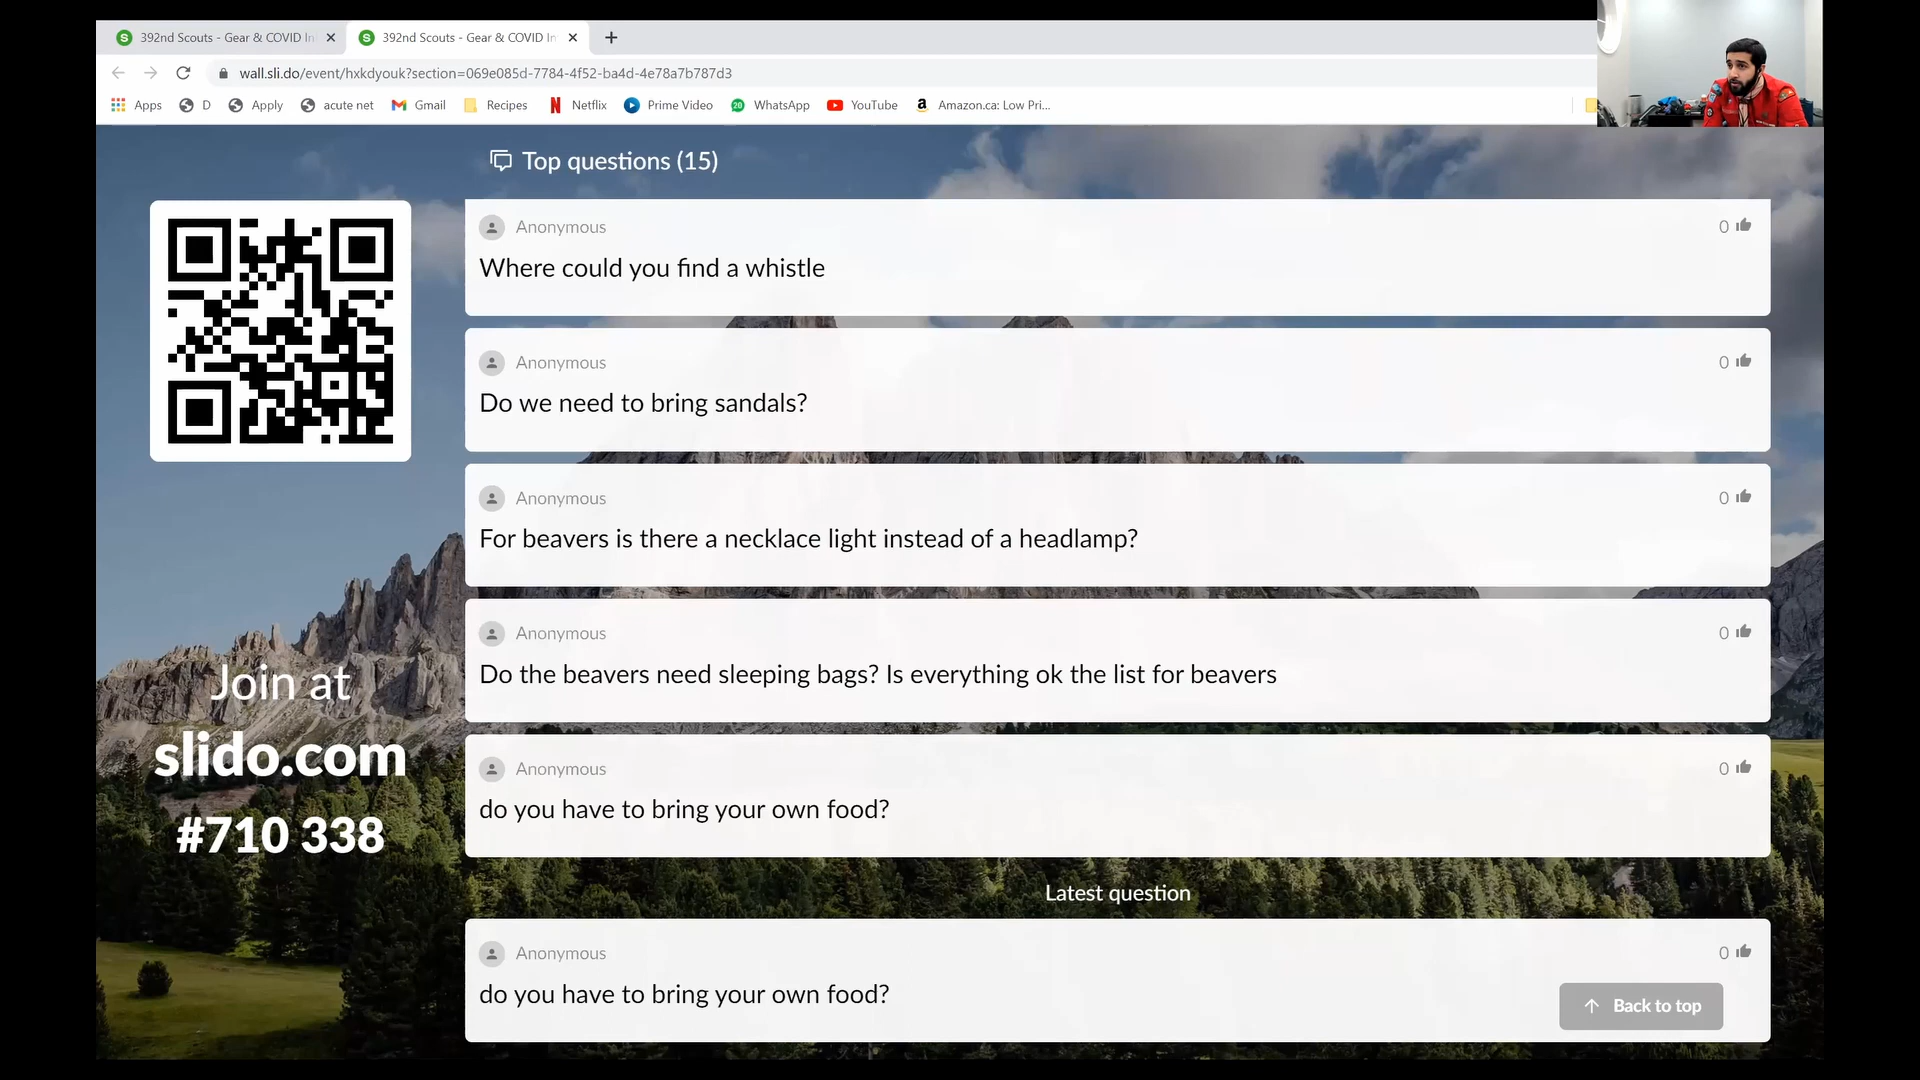 392nd Scouts - Gear & COVID In
392nd Scouts - Gear & COVID In
wall.sli.do/event/hxkdyouk?section=069e085d-7784-4f52-ba4d-4e78a7b787d3
Apps D Apply acute net Gmail Recipes Netflix Prime Video 20 WhatsApp YouTube Amazon.ca: Low Pri...
Top questions (15)
Anonymous 0
Where could you find a whistle
Anonymous 0
Do we need to bring sandals?
Anonymous 0
For beavers is there a necklace light instead of a headlamp?
Anonymous 0
Do the beavers need sleeping bags? Is everything ok the list for beavers
Anonymous 0
do you have to bring your own food?
Latest question
Anonymous 0
do you have to bring your own food?
Back to top
Join at
slido.com
#710 338